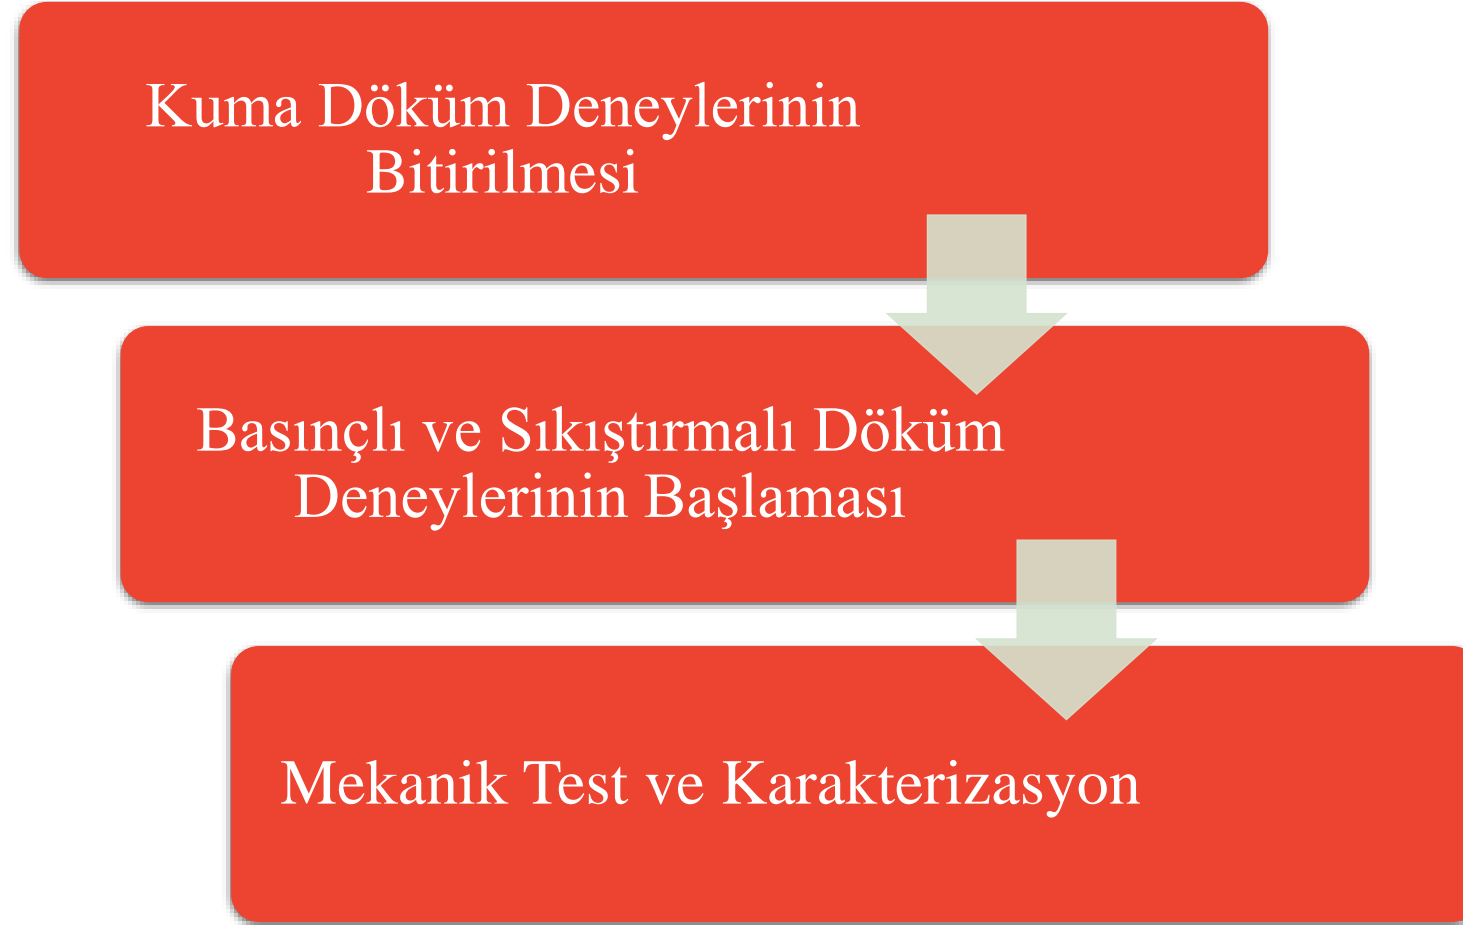 Kuma Döküm Deneylerinin
Bitirilmesi
Basınçlı ve Sıkıştırmalı Döküm
Deneylerinin Başlaması
Mekanik Test ve Karakterizasyon